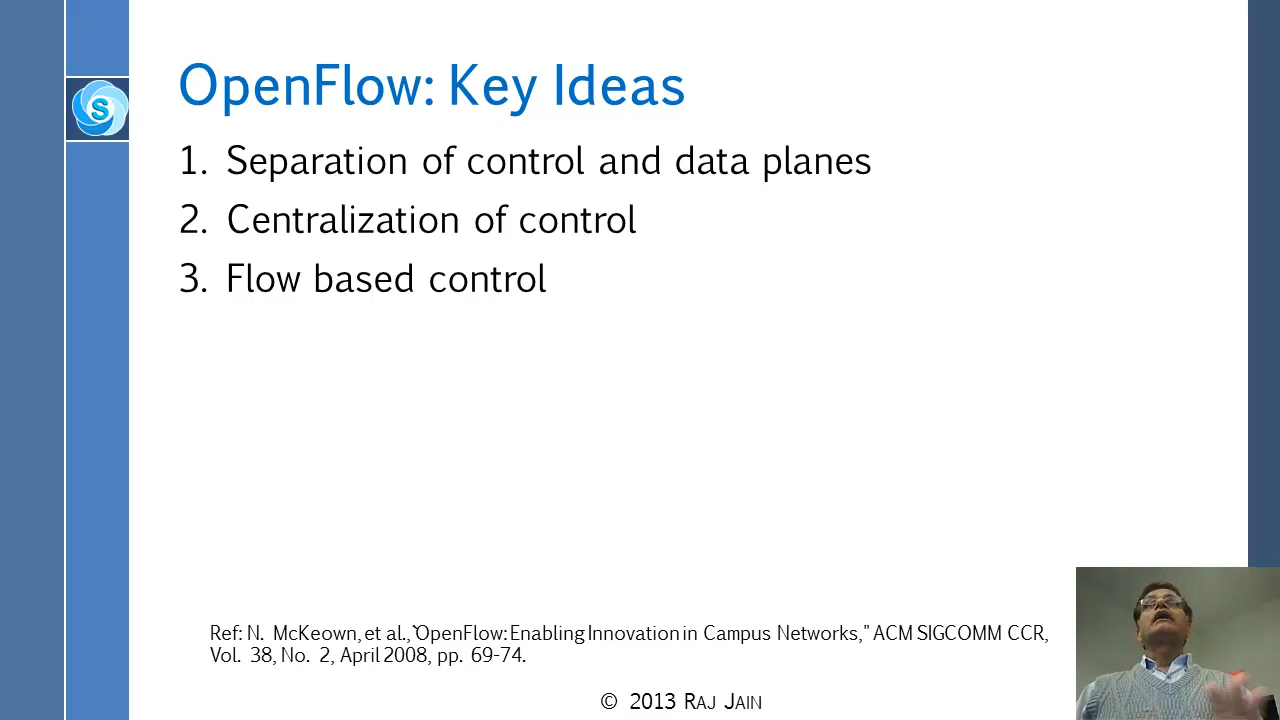 S
OpenFlow: Key Ideas
1. Separation of control and data planes
2. Centralization of control
3. Flow based control
Ref: N. McKeown, et al., ``OpenFlow: Enabling Innovation in Campus Networks," ACM SIGCOMM CCR,
Vol. 38, No. 2, April 2008, pp. 69-74.
© 2013 RAJ JAIN